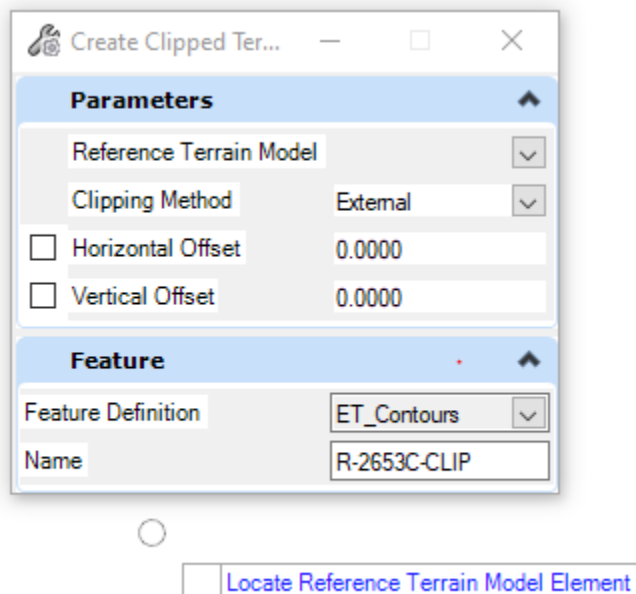 Create Clipped Ter...
Parameters
Reference Terrain Model
Clipping Method External
Horizontal Offset 0.0000
Vertical Offset 0.0000
Feature
Feature Definition ET_Contours
Name R-2653C-CLIP
Locate Reference Terrain Model Element